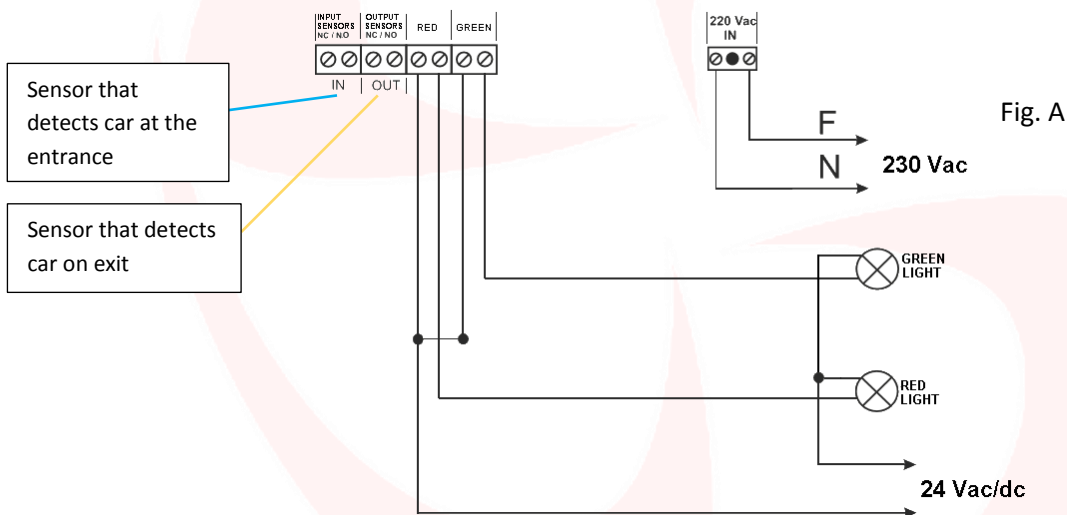 INPUT
SENSORS
NC / N.O
OUTPUT
SENSORS
NC / NO
RED
GREEN
220 Vac
IN
IN
OUT
Sensor that
detects car at the
entrance
Fig. A
F
N
230 Vac
Sensor that detects
car on exit
GREEN
LIGHT
RED
LIGHT
24 Vac/dc